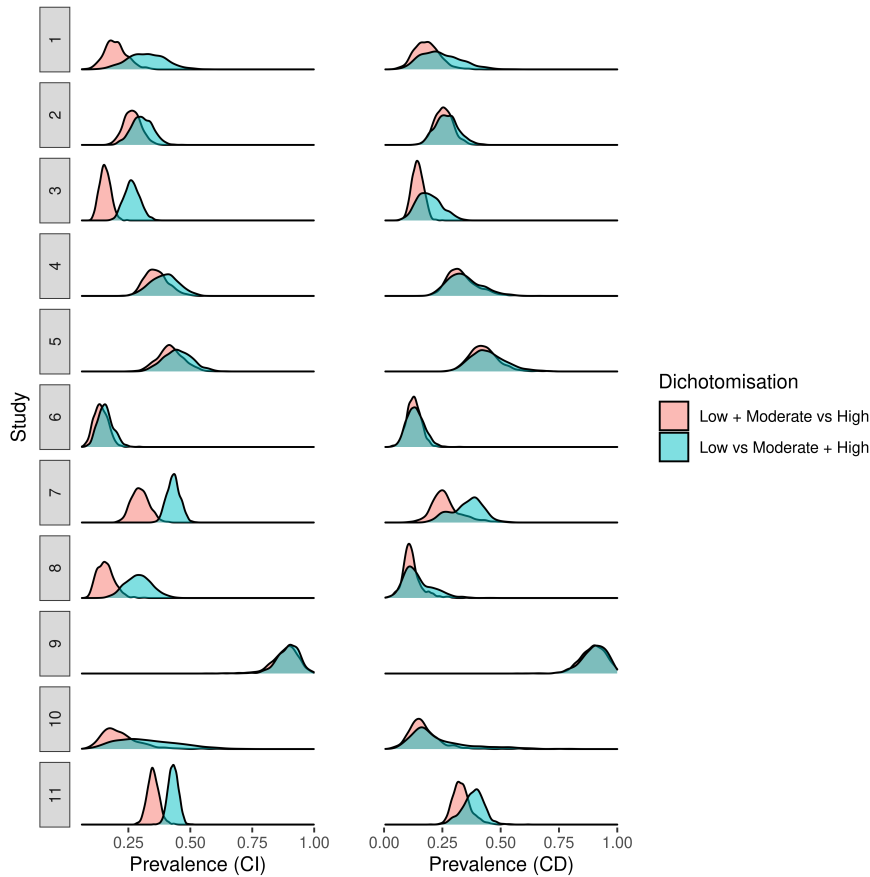 1
2
3
4
5
6
7
8
9
10
11
Study
0.25 0.50 0.75 1.00
Prevalence (CI)
0.00 0.25 0.50 0.75 1.00
Prevalence (CD)
Dichotomisation
Low + Moderate vs High
Low vs Moderate + High